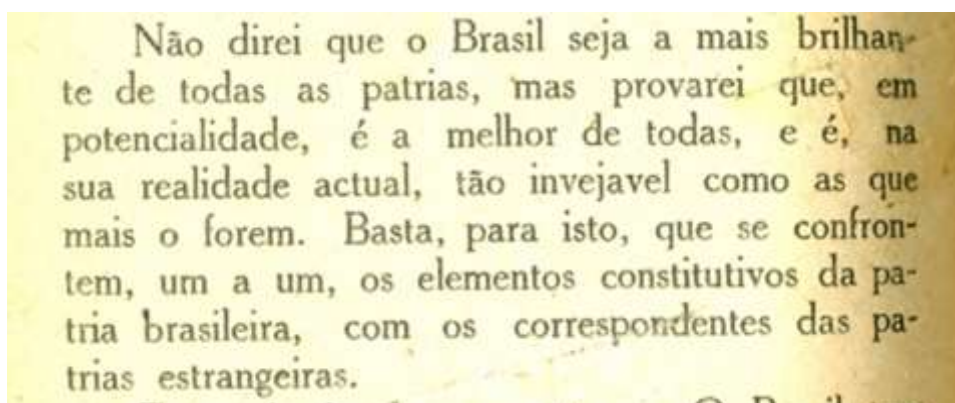 Não direi que o Brasil seja a mais brilhan-
te de todas as patrias, mas provarei que, em
potencialidade, é a melhor de todas, e é, na
sua realidade actual, tão invejavel como as que
mais o forem. Basta, para isto, que se confron-
tem, um a um, os elementos constitutivos da pa-
tria brasileira, com os correspondentes das pa-
trias estrangeiras.